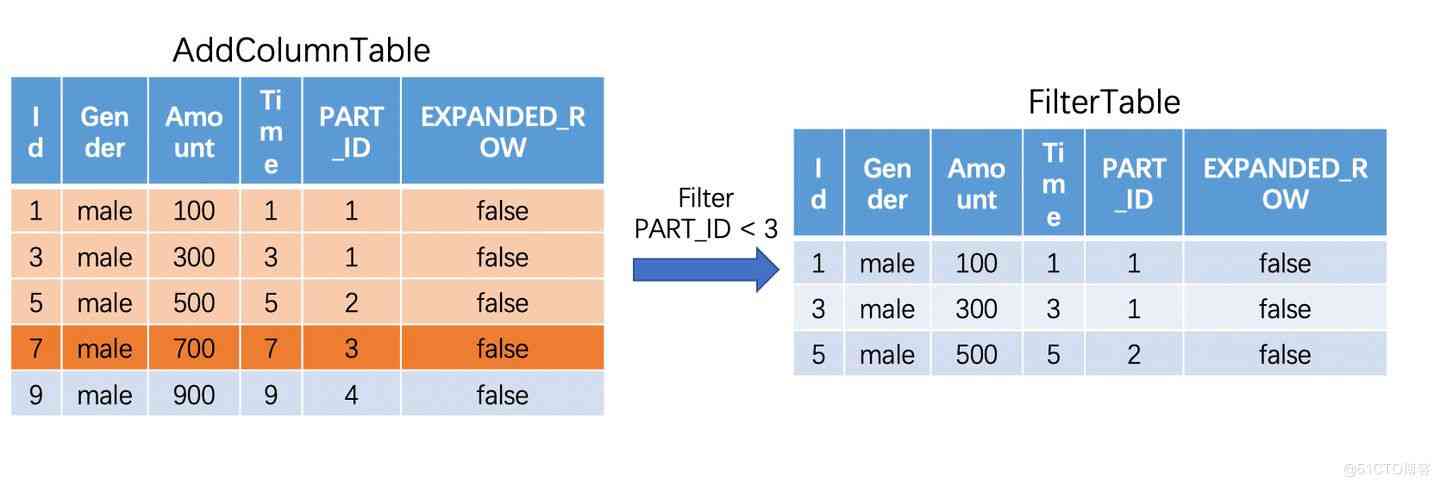 AddColumnTable
Id Gender Amount Time PART_ID EXPANDED_ROW
1 male 100 1 1 false
3 male 300 3 1 false
5 male 500 5 2 false
7 male 700 7 3 false
9 male 900 9 4 false
Filter
PART_ID < 3
FilterTable
Id Gender Amount Time PART_ID EXPANDED_ROW
1 male 100 1 1 false
3 male 300 3 1 false
5 male 500 5 2 false
@51CTO博客